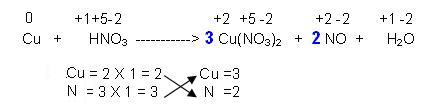 0 +1+5-2 +2 +5 -2 +2 -2 +1 -2
Cu + HNO₃ -----------> 3 Cu(NO₃)₂ + 2 NO + H₂O
Cu = 2 X 1 = 2 Cu =3
N = 3 X 1 = 3 N =2